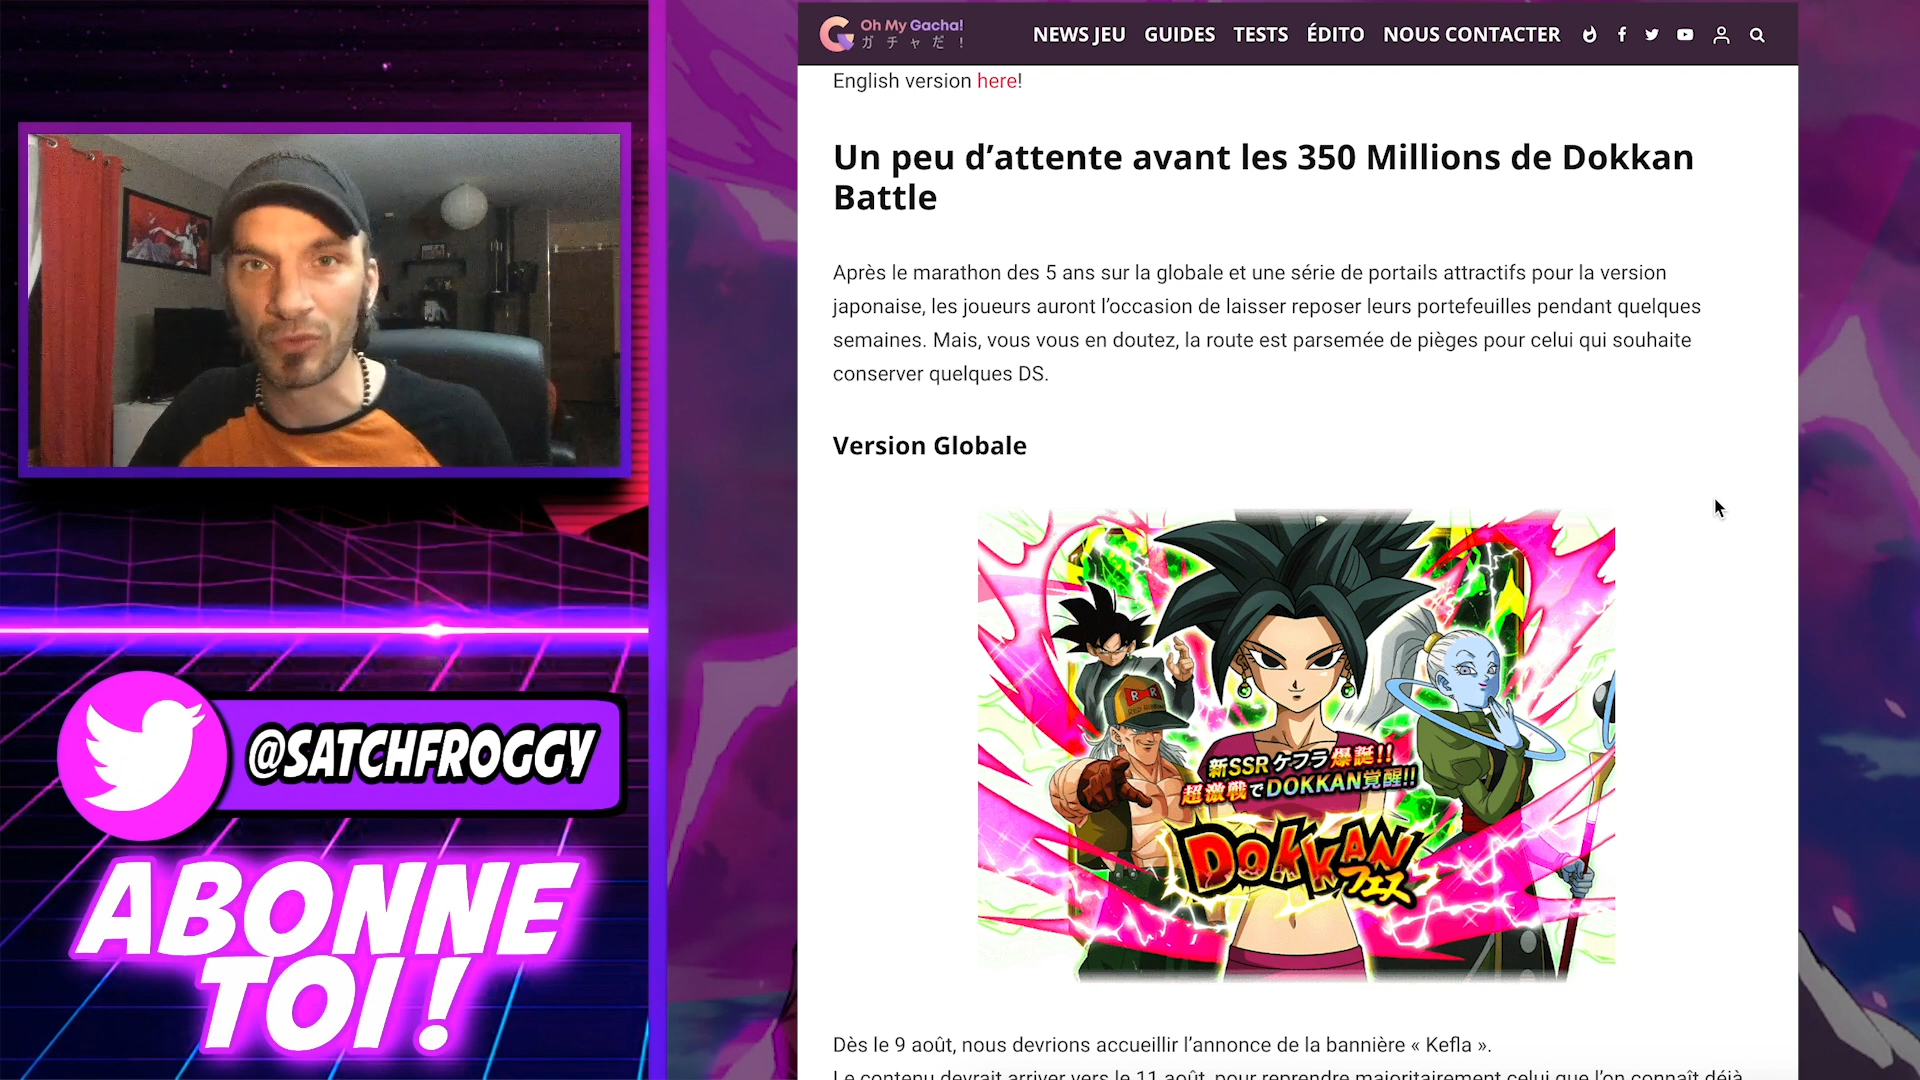 Oh My Gacha!
ガチャだ！
NEWS JEU GUIDES TESTS ÉDITO NOUS CONTACTER
English version here!
Un peu d’attente avant les 350 Millions de Dokkan
Battle
Après le marathon des 5 ans sur la globale et une série de portails attractifs pour la version
japonaise, les joueurs auront l’occasion de laisser reposer leurs portefeuilles pendant quelques
semaines. Mais, vous vous en doutez, la route est parsemée de pièges pour celui qui souhaite
conserver quelques DS.
Version Globale
R R
RED RIBBON
新SSRケフラ爆誕!!
超激戦でDOKKAN覚醒!!
DOKKAN
フェス
Dès le 9 août, nous devrions accueillir l’annonce de la bannière « Kefla ».
Le contenu devrait arriver vers le 11 août, pour reprendre majoritairement celui que l’on connaît déjà
@SATCHFROGGY
ABONNE
TOI !